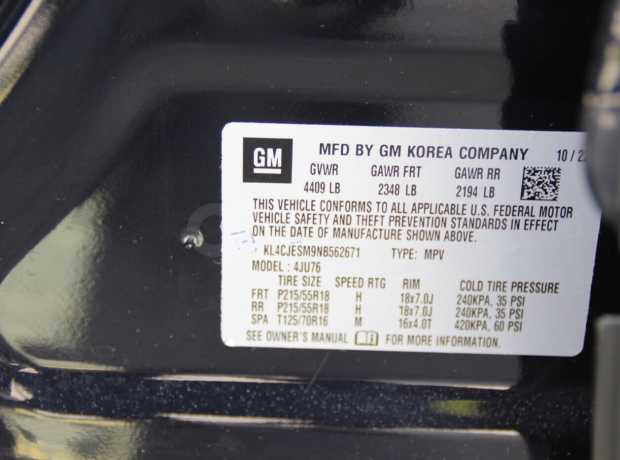 GM
MFD BY GM KOREA COMPANY 10 / 2
GVWR GAWR FRT GAWR RR
4409 LB 2348 LB 2194 LB
THIS VEHICLE CONFORMS TO ALL APPLICABLE U.S. FEDERAL MOTOR
VEHICLE SAFETY AND THEFT PREVENTION STANDARDS IN EFFECT
ON THE DATE OF MANUFACTURE SHOWN ABOVE.
KL4CJESM9NB562671 TYPE: MPV
MODEL : 4JU76
TIRE SIZE SPEED RTG RIM COLD TIRE PRESSURE
FRT P215/55R18 H 18x7.0J 240KPA, 35 PSI
RR P215/55R18 H 18x7.0J 240KPA, 35 PSI
SPA T125/70R16 M 16x4.0T 420KPA, 60 PSI
SEE OWNER'S MANUAL FOR MORE INFORMATION.